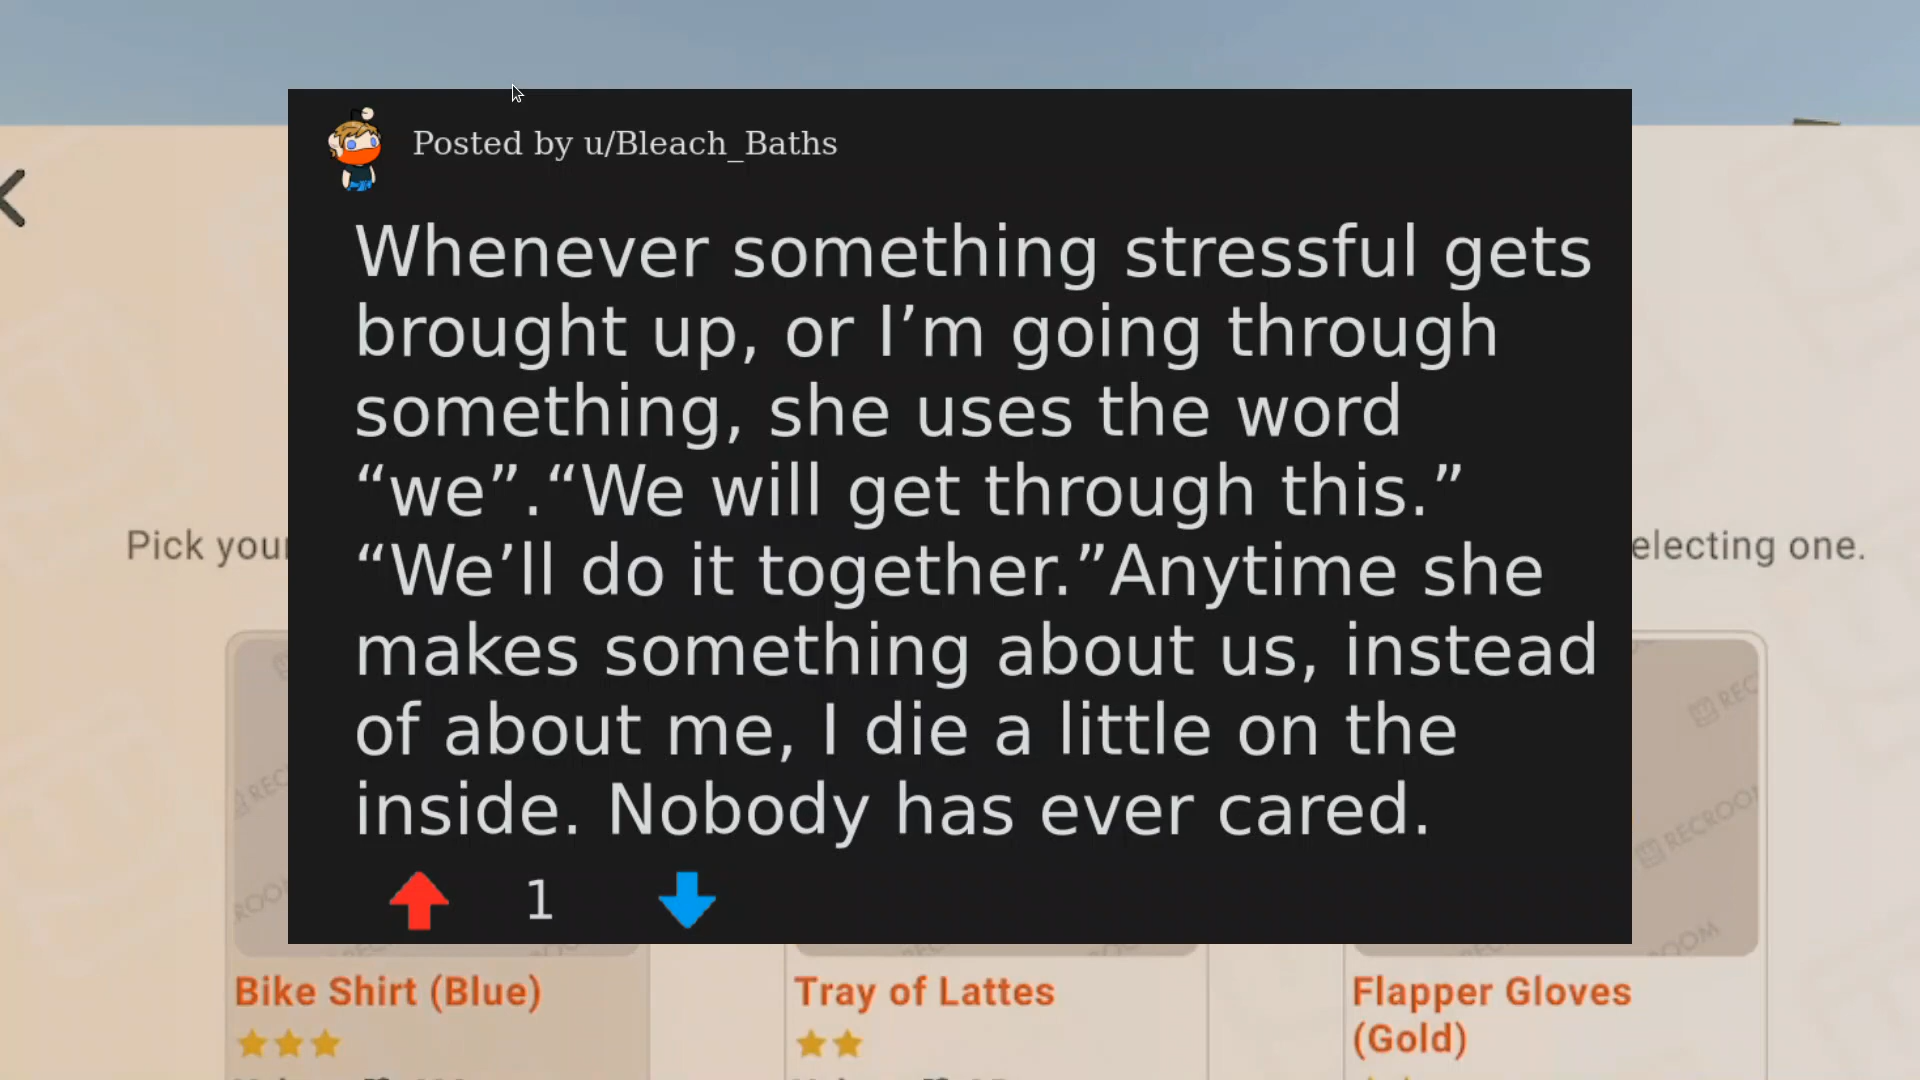 Posted by u/Bleach_Baths
Whenever something stressful gets
brought up, or I’m going through
something, she uses the word
“we”.“We will get through this.”
“We’ll do it together.”Anytime she
makes something about us, instead
of about me, I die a little on the
inside. Nobody has ever cared.
1
Pick your
electing one.
RECROOM
Bike Shirt (Blue)
Tray of Lattes
Flapper Gloves
(Gold)